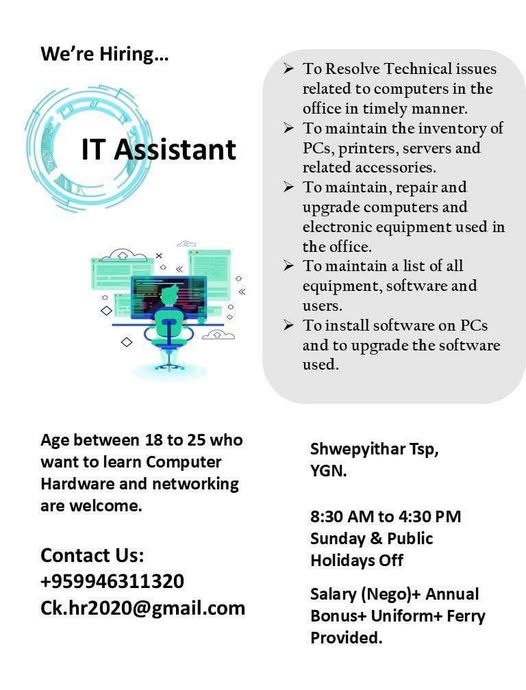 We're Hiring...
IT Assistant
➢ To Resolve Technical issues
related to computers in the
office in timely manner.
➢ To maintain the inventory of
PCs, printers, servers and
related accessories.
➢ To maintain, repair and
upgrade computers and
electronic equipment used in
the office.
➢ To maintain a list of all
equipment, software and
users.
➢ To install software on PCs
and to upgrade the software
used.
Age between 18 to 25 who
want to learn Computer
Hardware and networking
are welcome.
Contact Us:
+959946311320
Ck.hr2020@gmail.com
Shwepyithar Tsp,
YGN.
8:30 AM to 4:30 PM
Sunday & Public
Holidays Off
Salary (Nego)+ Annual
Bonus+ Uniform+ Ferry
Provided.